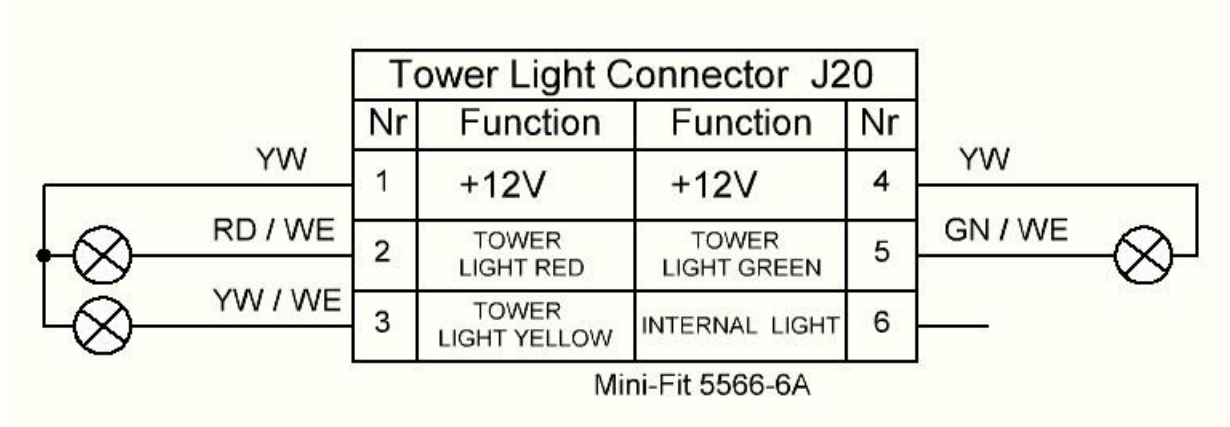 Tower Light Connector J20
Nr Function Function Nr
YW 1 +12V +12V 4 YW
RD / WE 2 TOWER LIGHT RED TOWER LIGHT GREEN 5 GN / WE
YW / WE 3 TOWER LIGHT YELLOW INTERNAL LIGHT 6
Mini-Fit 5566-6A